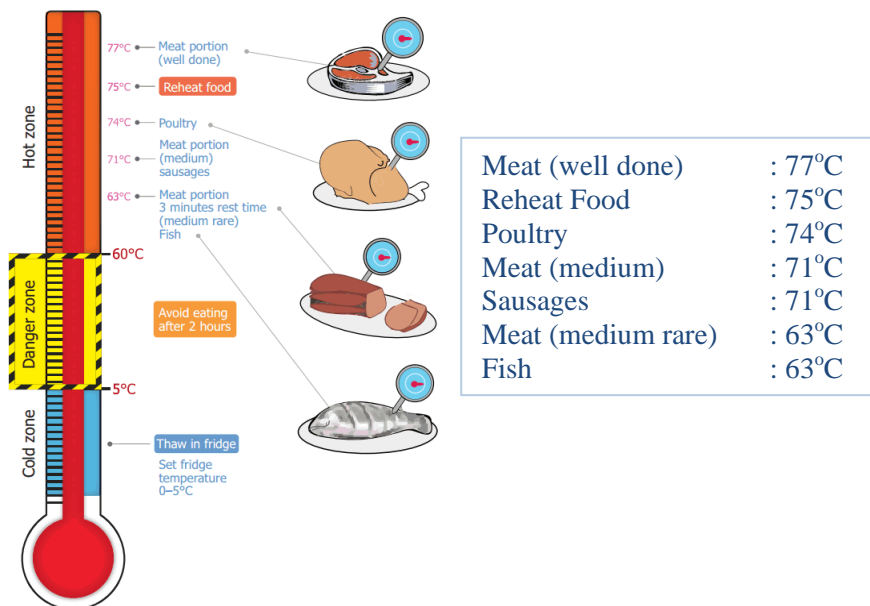 Hot zone
Danger zone
Cold zone
77°C
Meat portion
(well done)
75°C
Reheat food
74°C
Poultry
71°C
Meat portion
(medium)
sausages
63°C
Meat portion
3 minutes rest time
(medium rare)
Fish
60°C
Avoid eating
after 2 hours
5°C
Thaw in fridge
Set fridge
temperature
0–5°C
Meat (well done) : 77°C
Reheat Food : 75°C
Poultry : 74°C
Meat (medium) : 71°C
Sausages : 71°C
Meat (medium rare) : 63°C
Fish : 63°C